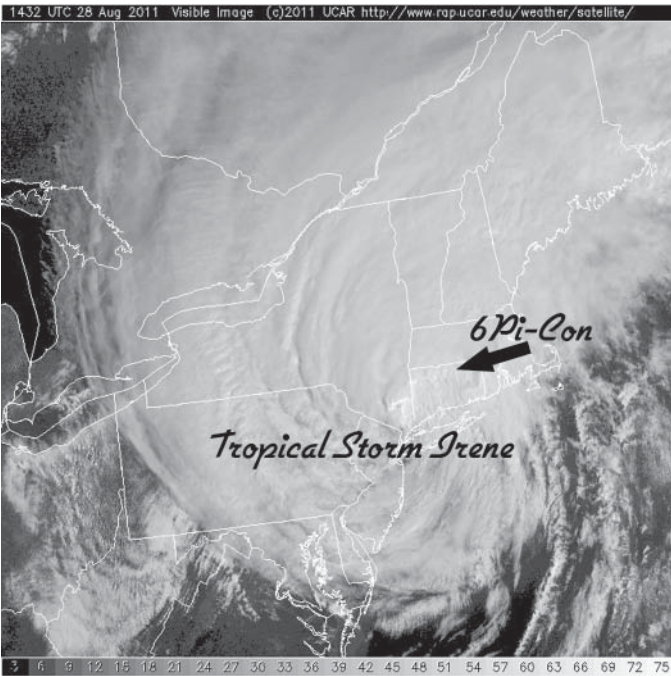 1432 UTC 28 Aug 2011 Visible Image (c)2011 UCAR http://www.rap.ucar.edu/weather/satellite/
6Pi-Con
Tropical Storm Irene
3 6 9 12 15 18 21 24 27 30 33 36 39 42 45 48 51 54 57 60 63 66 69 72 75